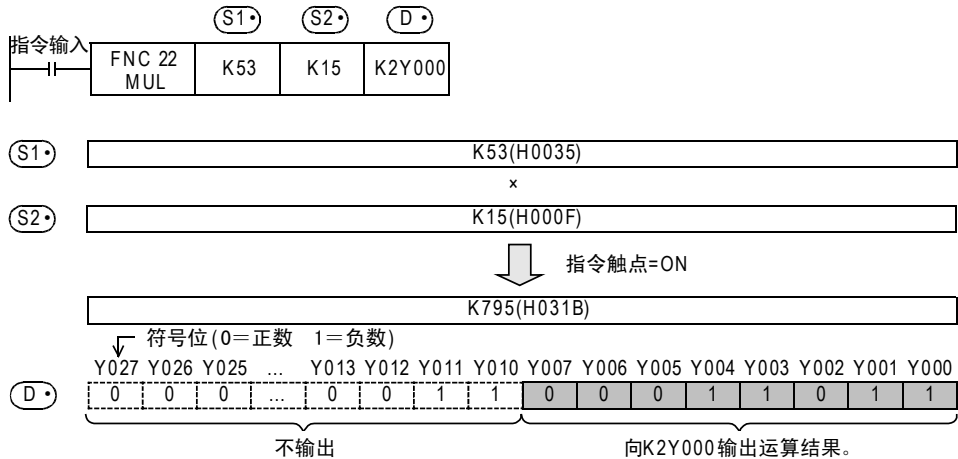 S1• S2• D•
指令输入
FNC 22 MUL K53 K15 K2Y000
S1• K53(H0035)
×
S2• K15(H000F)
指令触点=ON
K795(H031B)
符号位(0=正数 1=负数)
Y027 Y026 Y025 ... Y013 Y012 Y011 Y010 Y007 Y006 Y005 Y004 Y003 Y002 Y001 Y000
D• 0 0 0 ... 0 0 1 1 0 0 0 1 1 0 1 1
不输出 向K2Y000输出运算结果。